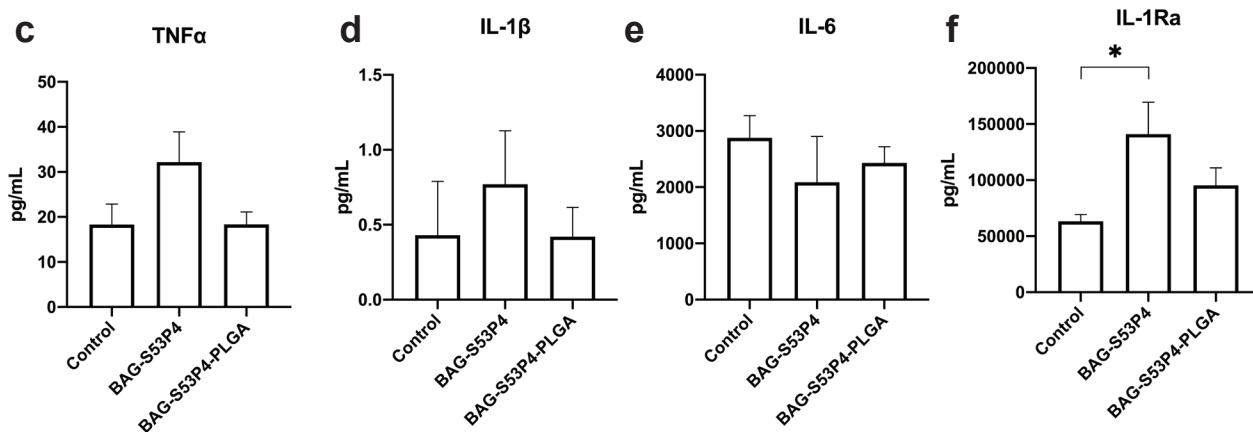 c
TNFα
pg/mL
50
40
30
20
10
0
Control
BAG-S53P4
BAG-S53P4-PLGA
d
IL-1β
pg/mL
1.5
1.0
0.5
0.0
Control
BAG-S53P4
BAG-S53P4-PLGA
e
IL-6
pg/mL
4000
3000
2000
1000
0
Control
BAG-S53P4
BAG-S53P4-PLGA
f
IL-1Ra
*
pg/mL
200000
150000
100000
50000
0
Control
BAG-S53P4
BAG-S53P4-PLGA